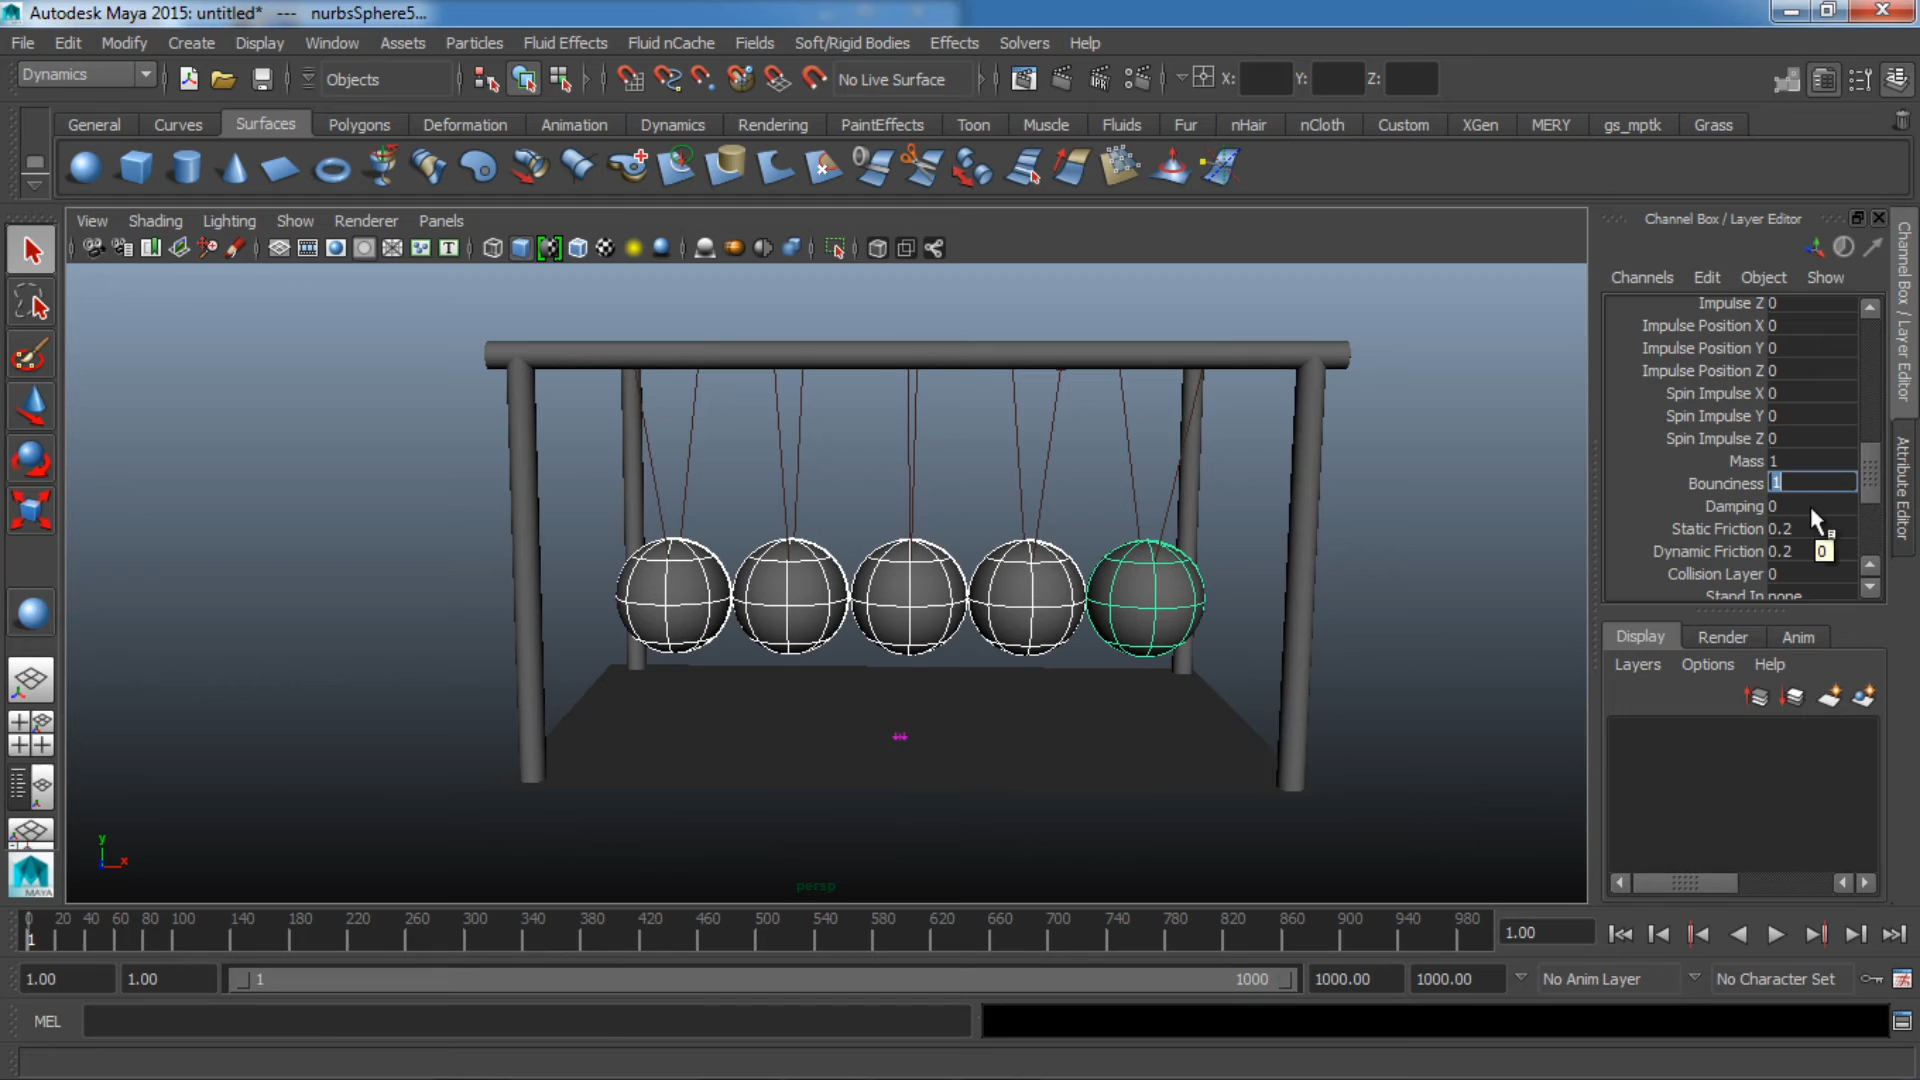 Autodesk Maya 2015: untitled* --- nurbsSphere5...
File Edit Modify Create Display Window Assets Particles Fluid Effects Fluid nCache Fields Soft/Rigid Bodies Effects Solvers Help
Dynamics Objects No Live Surface X: Y: Z:
General Curves Surfaces Polygons Deformation Animation Dynamics Rendering PaintEffects Toon Muscle Fluids Fur nHair nCloth Custom XGen MERY gs_mptk Grass
View Shading Lighting Show Renderer Panels
Channel Box / Layer Editor
Channels Edit Object Show
Impulse Z 0
Impulse Position X 0
Impulse Position Y 0
Impulse Position Z 0
Spin Impulse X 0
Spin Impulse Y 0
Spin Impulse Z 0
Mass 1
Bounciness 1
Damping 0
Static Friction 0.2
Dynamic Friction 0.2
0
Collision Layer 0
Stand In none
Channel Box / Layer Editor
Attribute Editor
Display Render Anim
Layers Options Help
y
x
persp
MAYA
0 20 40 60 80 100 140 180 220 260 300 340 380 420 460 500 540 580 620 660 700 740 780 820 860 900 940 980
1
1.00
1.00 1.00 1 1000 1000.00 1000.00 No Anim Layer No Character Set
MEL